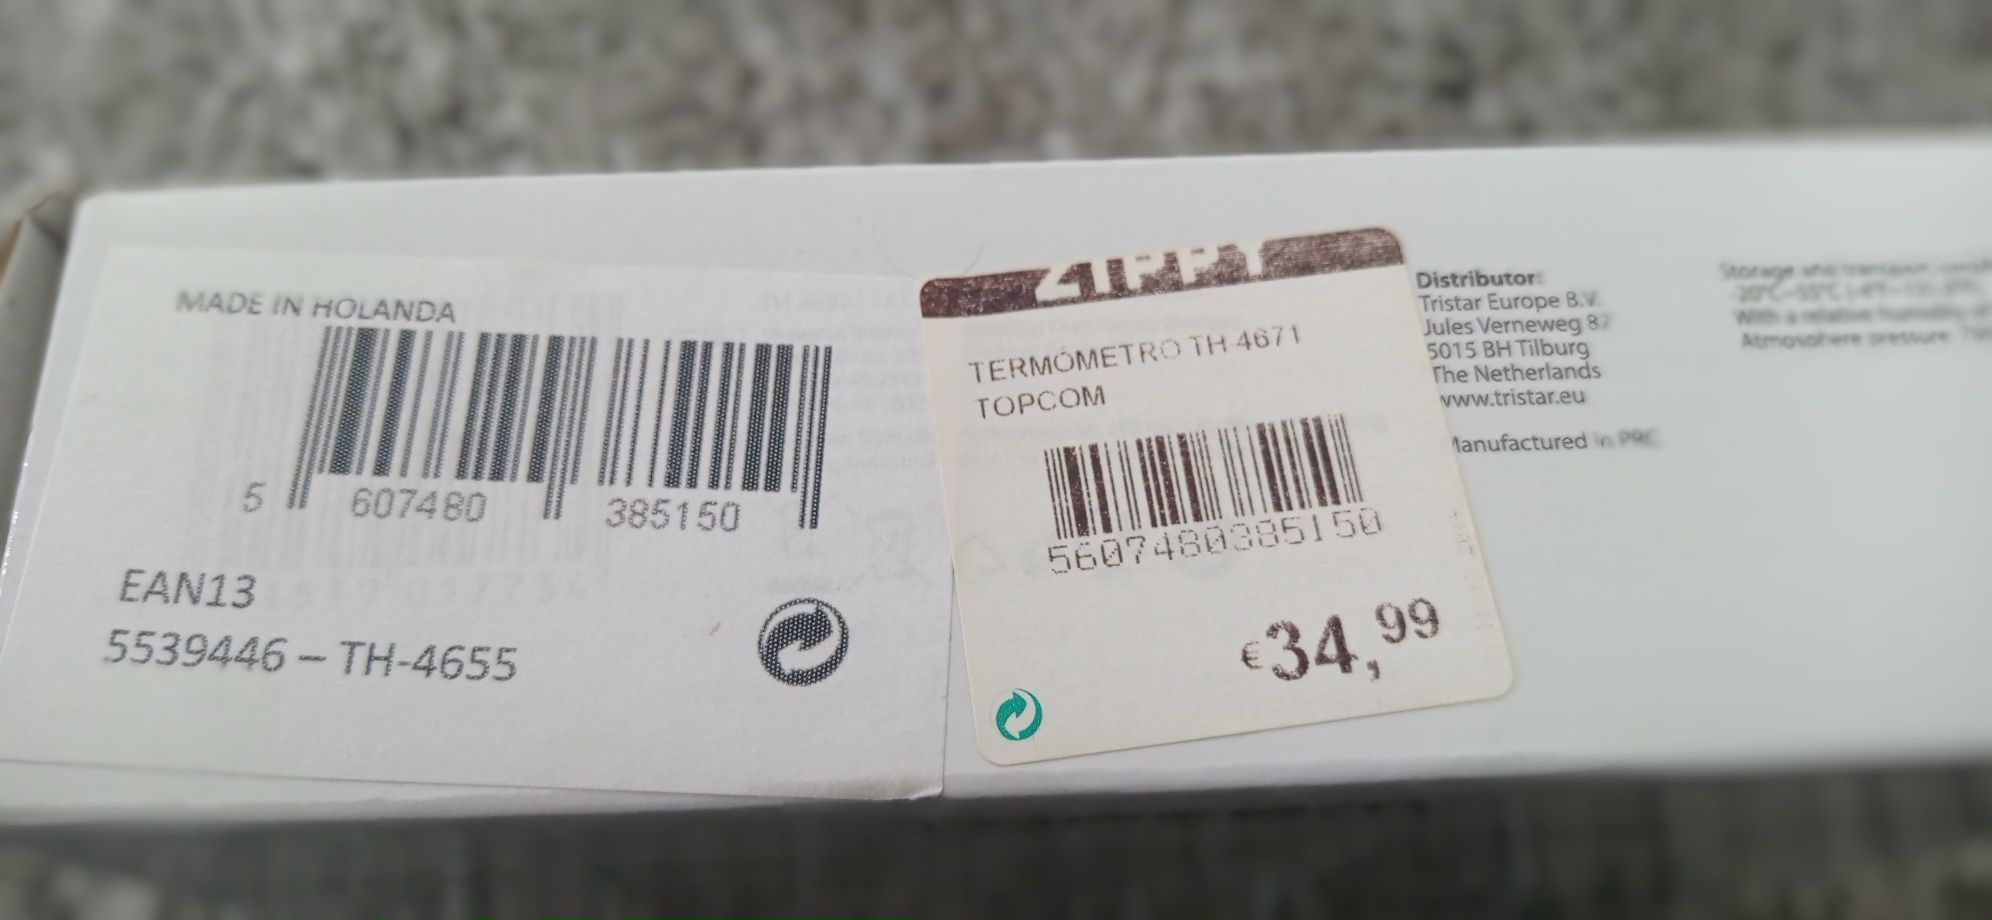 MADE IN HOLANDA
5 607480 385150
EAN13
5539446 – TH-4655
ZIPPY
TERMÓMETRO TH 4671
TOPCOM
5607480385150
€34,99
Distributor:
Tristar Europe B.V.
Jules Verneweg 87
5015 BH Tilburg
The Netherlands
www.tristar.eu
Manufactured in PRC
Storage and transport
With a relative humidity of
Atmosphere pressure